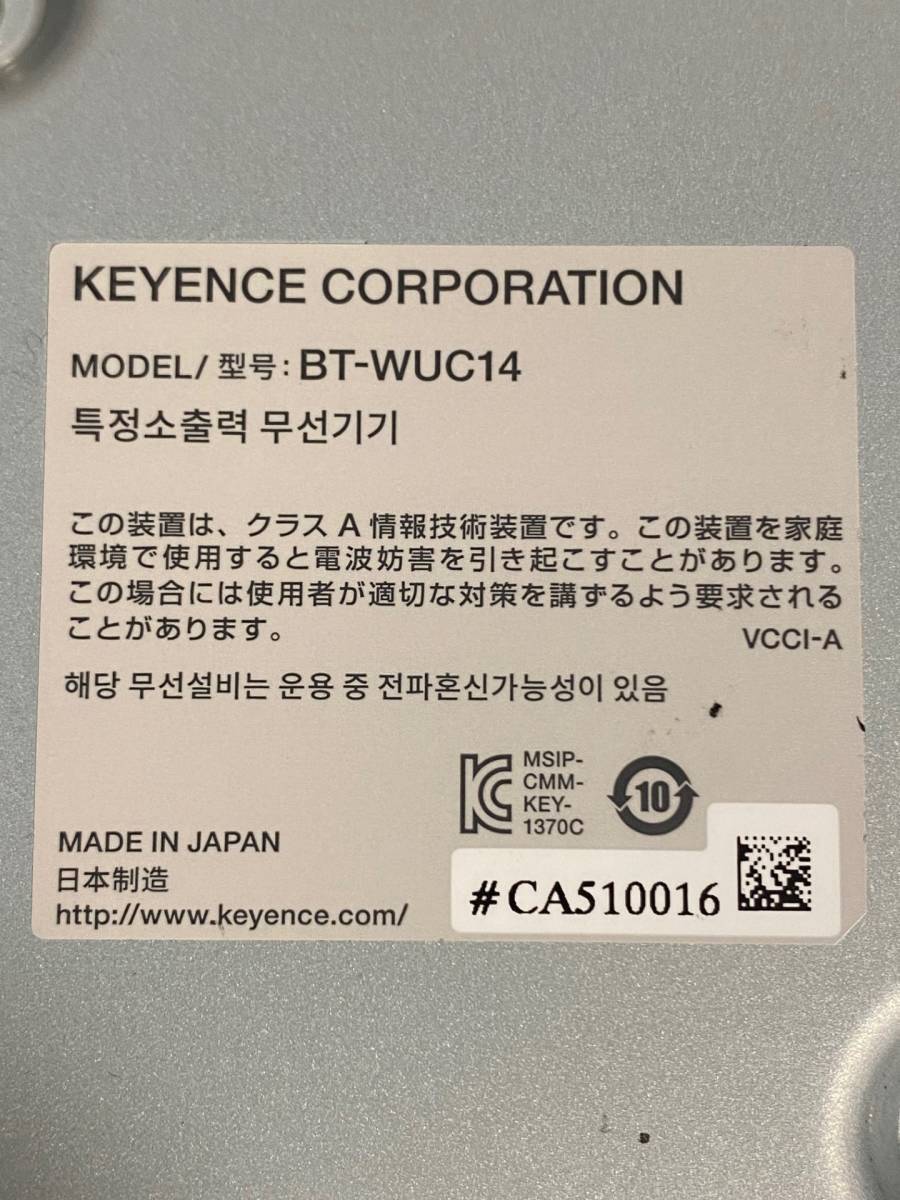 KEYENCE CORPORATION
MODEL/ 型号: BT-WUC14
특정소출력 무선기기
この装置は、クラス A 情報技術装置です。この装置を家庭
環境で使用すると電波妨害を引き起こすことがあります。
この場合には使用者が適切な対策を講ずるよう要求される
ことがあります。
VCCI-A
해당 무선설비는 운용 중 전파혼신가능성이 있음
MSIP-
CMM-
KEY-
1370C
10
MADE IN JAPAN
日本制造
http://www.keyence.com/
#CA510016